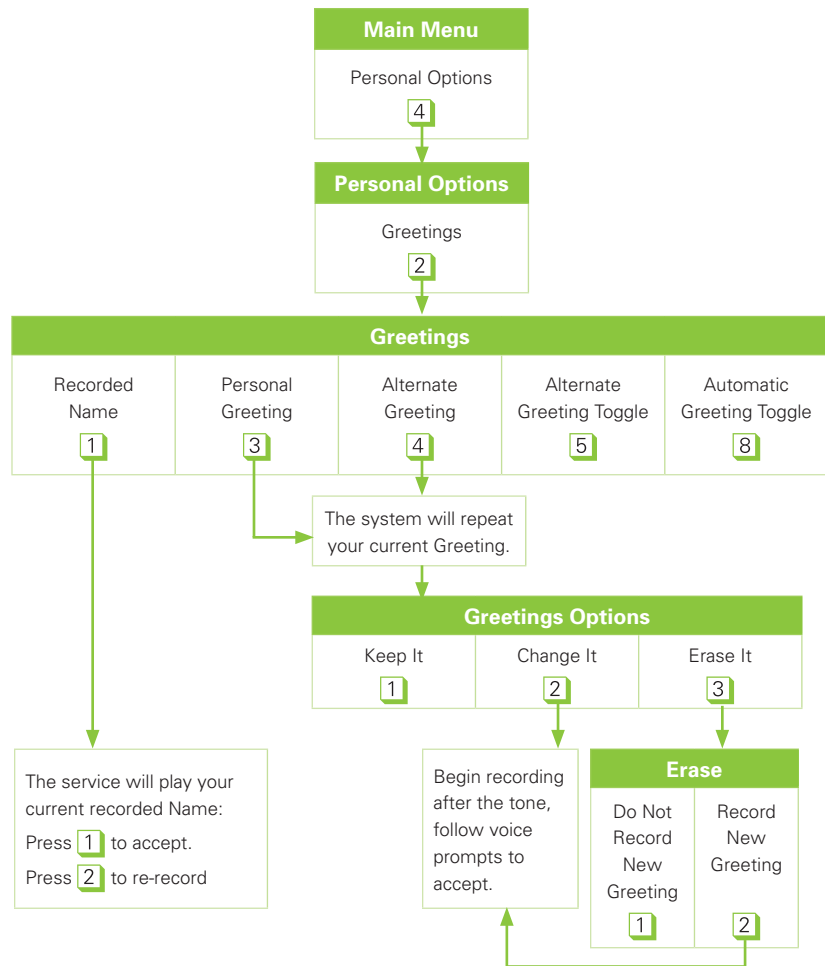 Main Menu
Personal Options
4
Personal Options
Greetings
2
Greetings
Recorded
Name
1
Personal
Greeting
3
Alternate
Greeting
4
Alternate
Greeting Toggle
5
Automatic
Greeting Toggle
8
The system will repeat
your current Greeting.
Greetings Options
Keep It
1
Change It
2
Erase It
3
The service will play your
current recorded Name:
Press 1 to accept.
Press 2 to re-record
Begin recording
after the tone,
follow voice
prompts to
accept.
Erase
Do Not
Record
New
Greeting
1
Record
New
Greeting
2